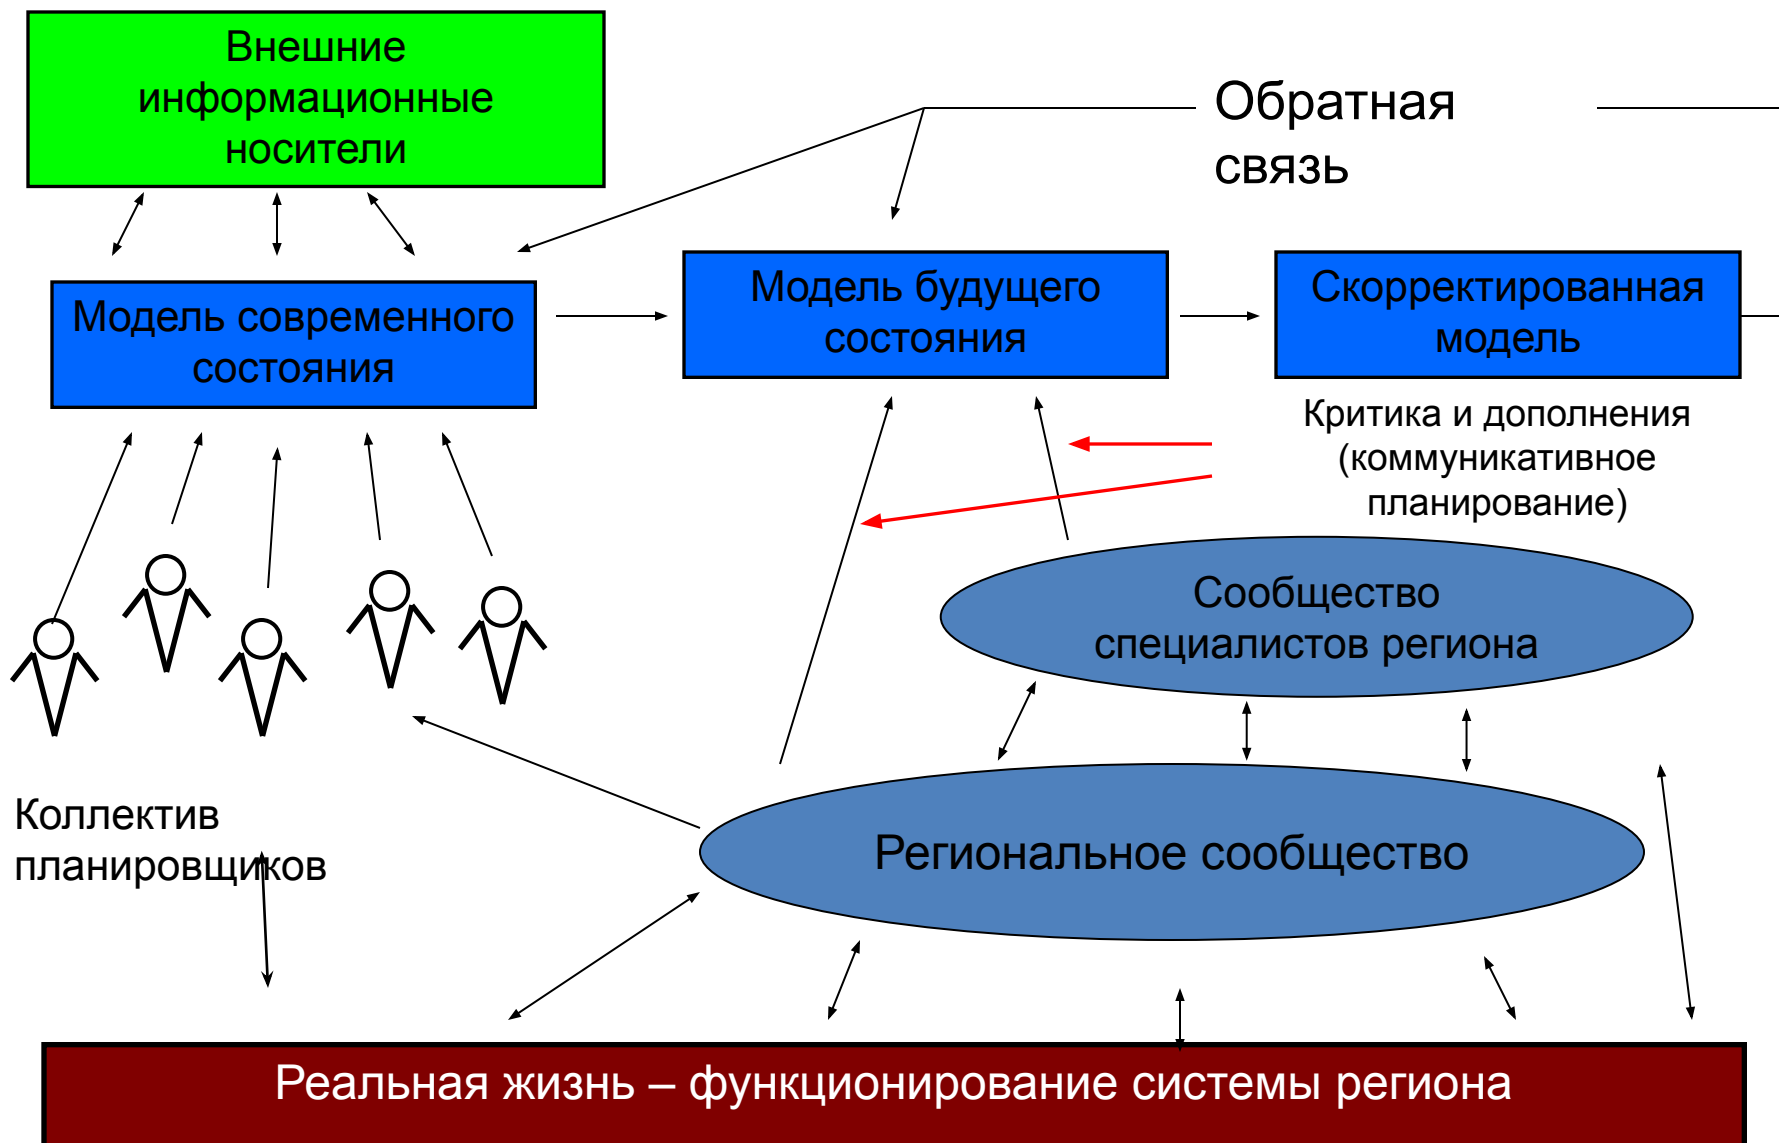 Внешние
информационные
носители
Обратная
связь
Модель современного
состояния
Модель будущего
состояния
Скорректированная
модель
Критика и дополнения
(коммуникативное
планирование)
Сообщество
специалистов региона
Коллектив
планировщиков
Региональное сообщество
Реальная жизнь – функционирование системы региона